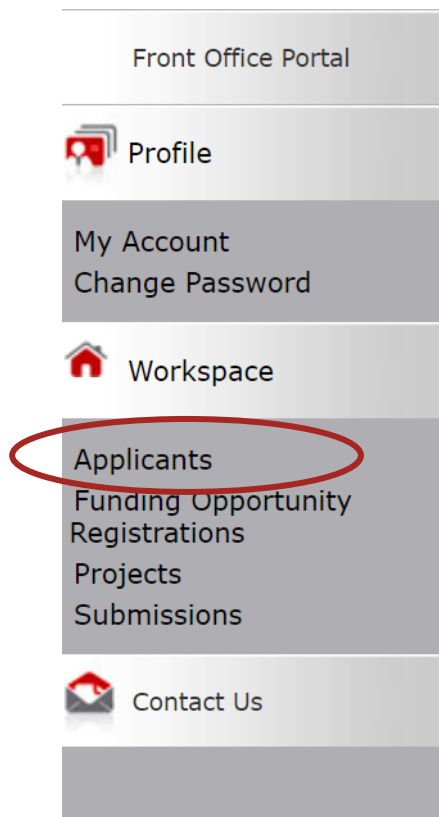 Front Office Portal
Profile
My Account
Change Password
Workspace
Applicants
Funding Opportunity
Registrations
Projects
Submissions
Contact Us